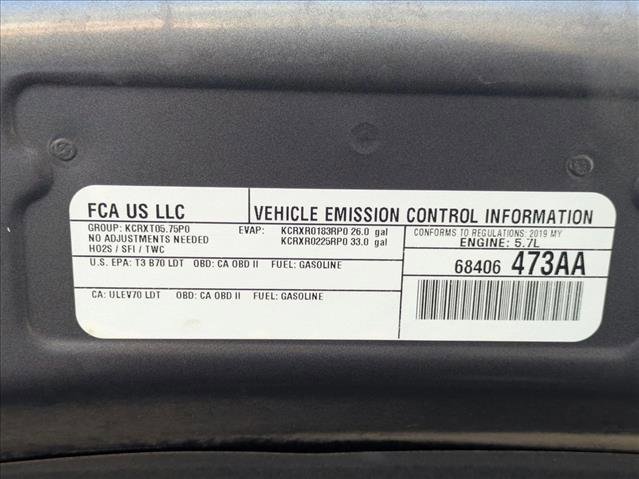 FCA US LLC
VEHICLE EMISSION CONTROL INFORMATION
GROUP: KCRXT05.75P0
NO ADJUSTMENTS NEEDED
HO2S / SFI / TWC
EVAP: KCRXR0183RP0 26.0 gal
KCRXR0225RP0 33.0 gal
CONFORMS TO REGULATIONS: 2019 MY
ENGINE: 5.7L
U.S. EPA: T3 B70 LDT OBD: CA OBD II FUEL: GASOLINE
CA: ULEV70 LDT OBD: CA OBD II FUEL: GASOLINE
68406 473AA